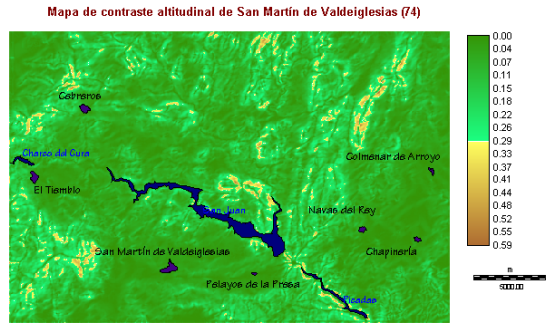 Mapa de contraste altitudinal de San Martín de Valdeiglesias (74)
0.00
0.04
0.07
0.11
0.15
0.18
0.22
0.26
0.29
0.33
0.37
0.41
0.44
0.48
0.52
0.55
0.59
Cebreros
Charco del Cura
El Tiemblo
Colmenar de Arroyo
San Juan
Navas del Rey
San Martín de Valdeiglesias
Chapinería
Pelayos de la Presa
Picadas
m
5000.00